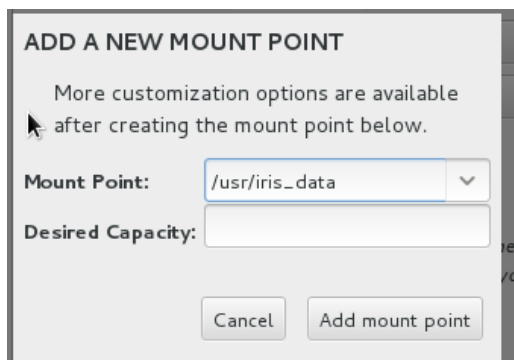 ADD A NEW MOUNT POINT
More customization options are available
after creating the mount point below.
Mount Point: /usr/iris_data
Desired Capacity:
Cancel Add mount point